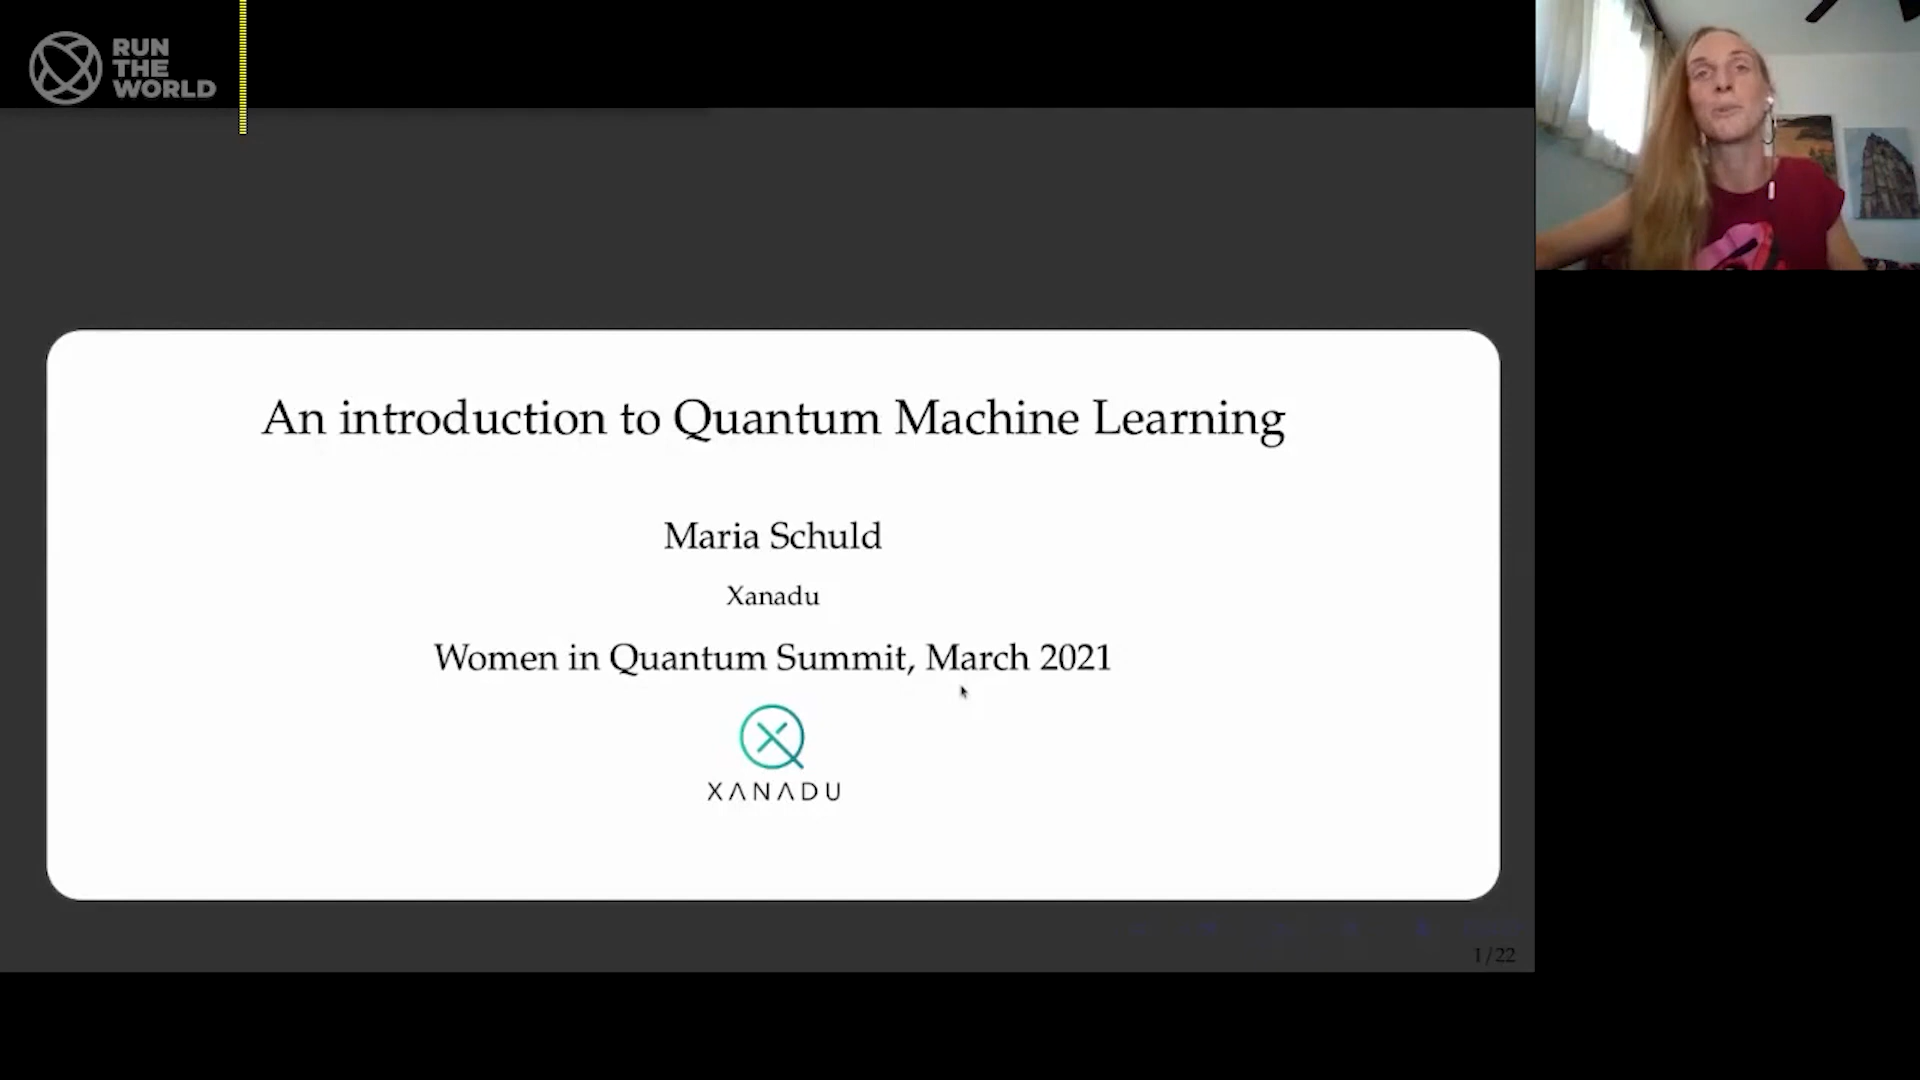 RUN
THE
WORLD
An introduction to Quantum Machine Learning
Maria Schuld
Xanadu
Women in Quantum Summit, March 2021
XANADU
1/22